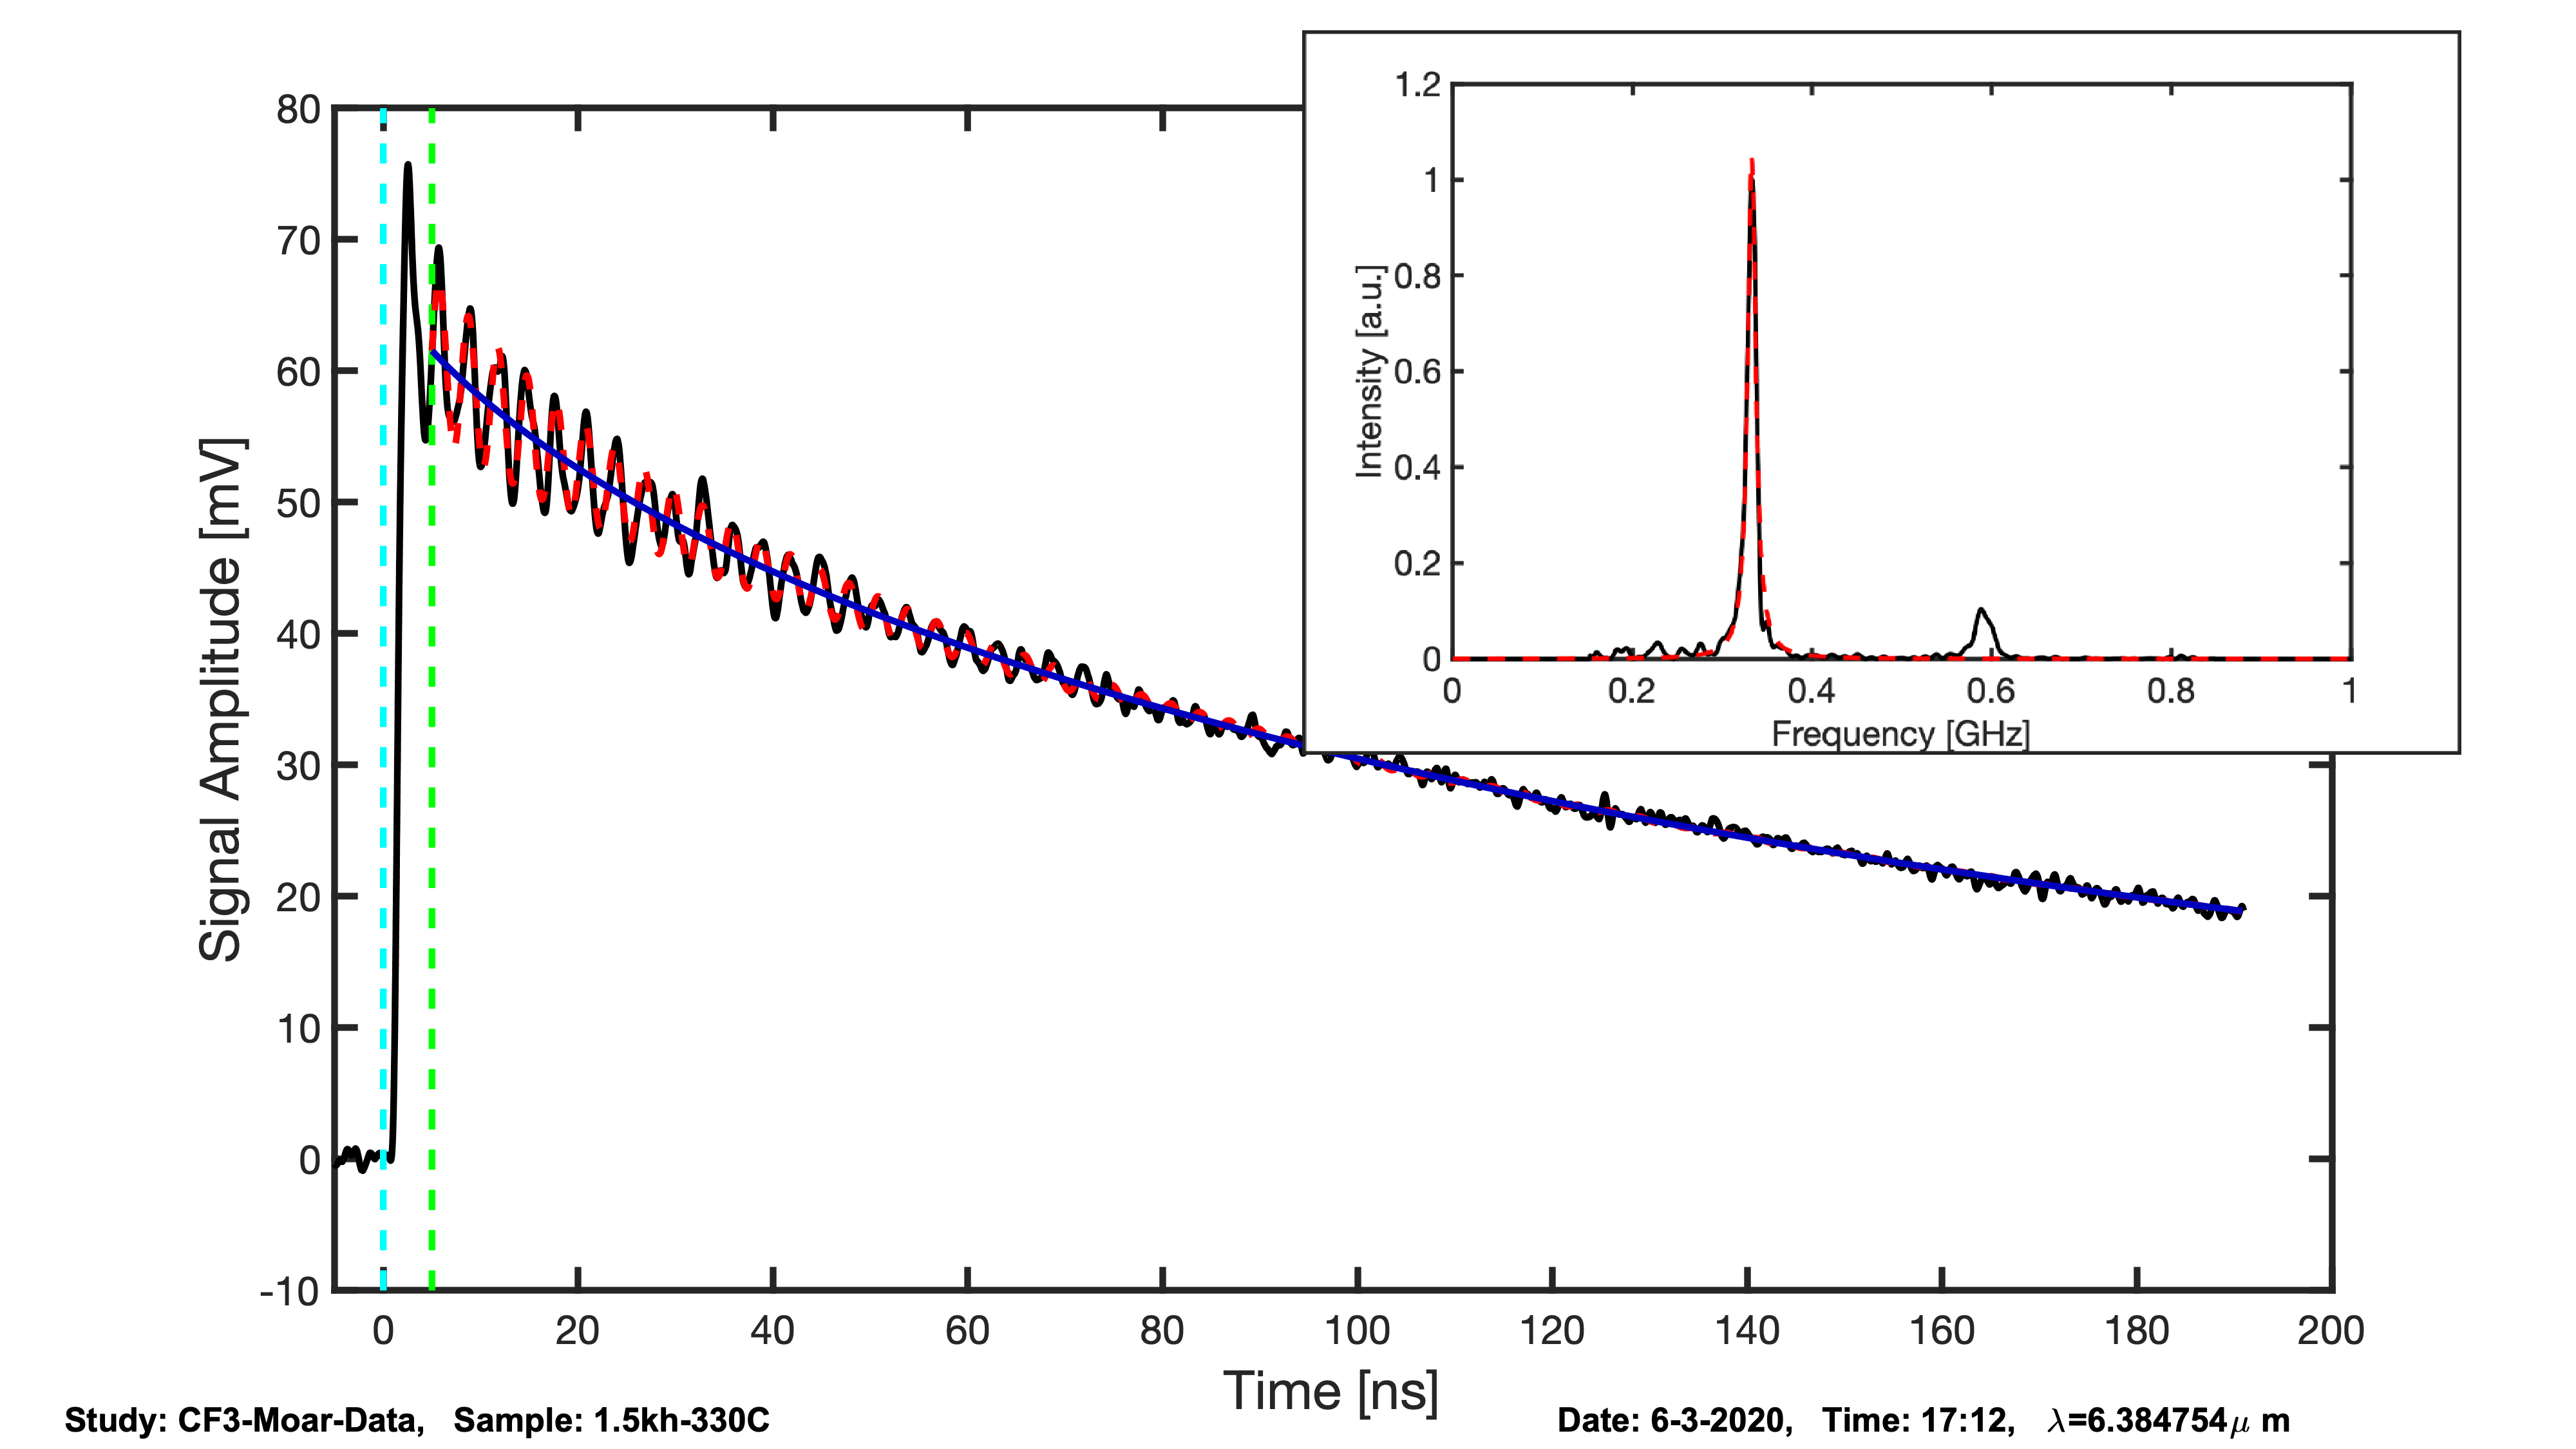 1.2
1
0.8
0.6
0.4
0.2
0
Intensity [a.u.]
0 0.2 0.4 0.6 0.8 1
Frequency [GHz]
80
70
60
50
40
30
20
10
0
-10
Signal Amplitude [mV]
0 20 40 60 80 100 120 140 160 180 200
Time [ns]
Study: CF3-Moar-Data, Sample: 1.5kh-330C
Date: 6-3-2020, Time: 17:12, λ=6.384754μ m